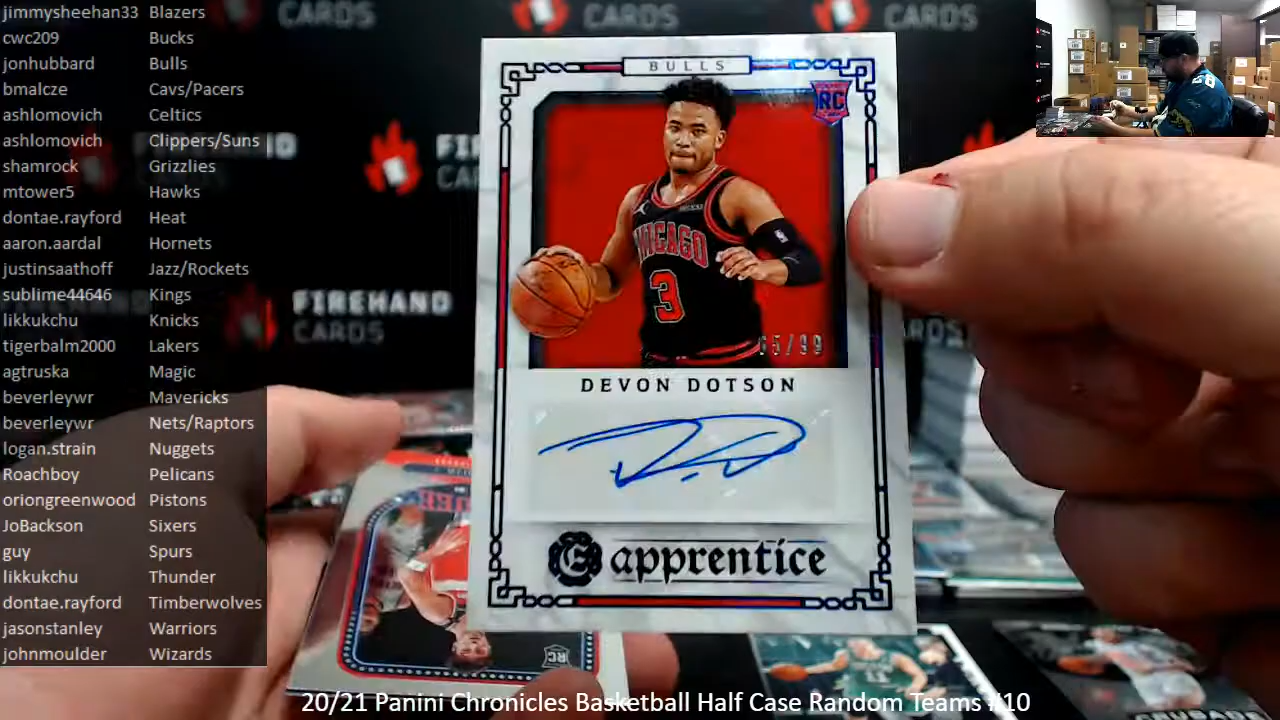 jimmysheehan33 Blazers
cwc209 Bucks
jonhubbard Bulls
bmalcze Cavs/Pacers
ashlomovich Celtics
ashlomovich Clippers/Suns
shamrock Grizzlies
mtower5 Hawks
dontae.rayford Heat
aaron.aardal Hornets
justinsaathoff Jazz/Rockets
sublime44646 Kings
likkukchu Knicks
tigerbalm2000 Lakers
agtruska Magic
beverleywr Mavericks
beverleywr Nets/Raptors
logan.strain Nuggets
Roachboy Pelicans
oriongreenwood Pistons
JoBackson Sixers
guy Spurs
likkukchu Thunder
dontae.rayford Timberwolves
jasonstanley Warriors
johnmoulder Wizards
CARDS
CARDS
CARDS
FIREHAND
CARDS
BULLS
RC
CHICAGO
3
/99
DEVON DOTSON
E apprentice
RC
20/21 Panini Chronicles Basketball Half Case Random Teams #10